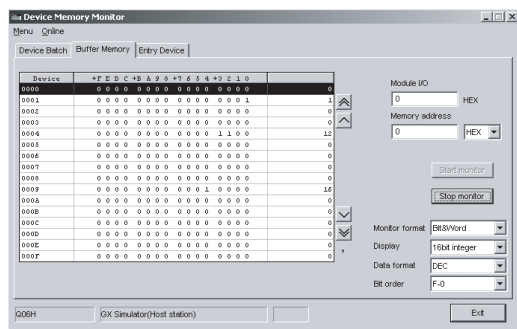 Device Memory Monitor
Menu Online
Device Batch Buffer Memory Entry Device
Device +F E D C +B A 9 8 +7 6 5 4 +3 2 1 0
0000 0 0 0 0 0 0 0 0 0 0 0 0 0 0 0 0 0
0001 0 0 0 0 0 0 0 0 0 0 0 0 0 0 0 1 1
0002 0 0 0 0 0 0 0 0 0 0 0 0 0 0 0 0 0
0003 0 0 0 0 0 0 0 0 0 0 0 0 0 0 0 0 0
0004 0 0 0 0 0 0 0 0 0 0 0 0 1 1 0 0 12
0005 0 0 0 0 0 0 0 0 0 0 0 0 0 0 0 0 0
0006 0 0 0 0 0 0 0 0 0 0 0 0 0 0 0 0 0
0007 0 0 0 0 0 0 0 0 0 0 0 0 0 0 0 0 0
0008 0 0 0 0 0 0 0 0 0 0 0 0 0 0 0 0 0
0009 0 0 0 0 0 0 0 0 0 0 0 1 0 0 0 0 16
000A 0 0 0 0 0 0 0 0 0 0 0 0 0 0 0 0 0
000B 0 0 0 0 0 0 0 0 0 0 0 0 0 0 0 0 0
000C 0 0 0 0 0 0 0 0 0 0 0 0 0 0 0 0 0
000D 0 0 0 0 0 0 0 0 0 0 0 0 0 0 0 0 0
000E 0 0 0 0 0 0 0 0 0 0 0 0 0 0 0 0 0
000F 0 0 0 0 0 0 0 0 0 0 0 0 0 0 0 0 0
Module I/O
0 HEX
Memory address
0 HEX
Start monitor
Stop monitor
Monitor format Bit&Word
Display 16bit integer
Data format DEC
Bit order F-0
Q06H GX Simulator(Host station) Exit